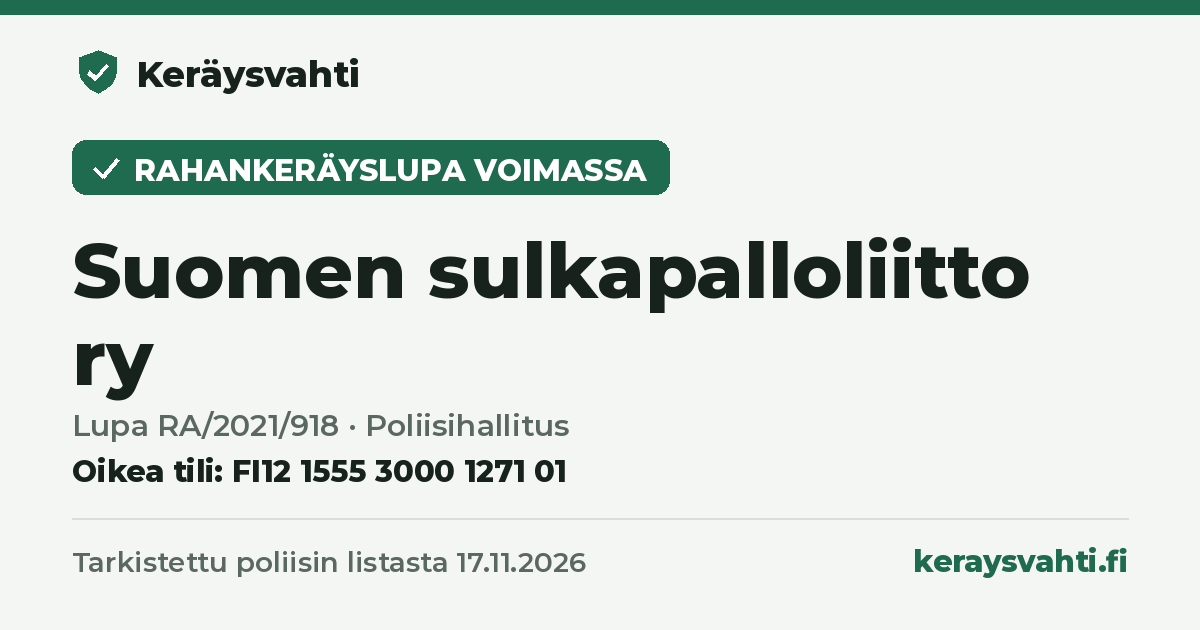 Keräysvahti
RAHANKERÄYSLUPA VOIMASSA
Suomen sulkapalloliitto
ry
Lupa RA/2021/918 · Poliisihallitus
Oikea tili: FI12 1555 3000 1271 01
Tarkistettu poliisin listasta 17.11.2026
keraysvahti.fi